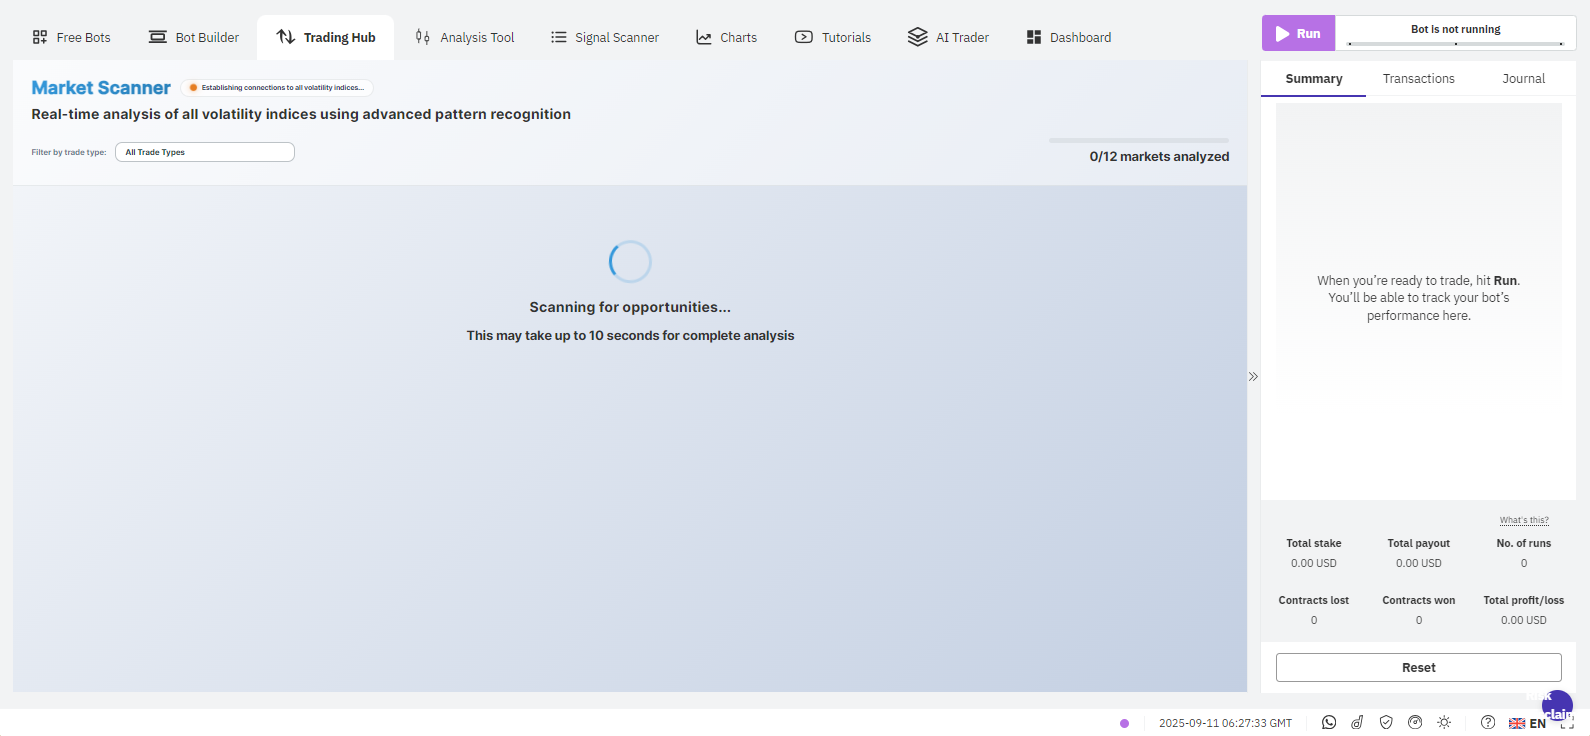 Free Bots
Bot Builder
Trading Hub
Analysis Tool
Signal Scanner
Charts
Tutorials
AI Trader
Dashboard
Run
Bot is not running
Market Scanner
Establishing connections to all volatility indices...
Real-time analysis of all volatility indices using advanced pattern recognition
Filter by trade type:
All Trade Types
0/12 markets analyzed
Scanning for opportunities...
This may take up to 10 seconds for complete analysis
Summary
Transactions
Journal
When you're ready to trade, hit Run.
You'll be able to track your bot's
performance here.
What's this?
Total stake
Total payout
No. of runs
0.00 USD
0.00 USD
0
Contracts lost
Contracts won
Total profit/loss
0
0
0.00 USD
Reset
2025-09-11 06:27:33 GMT
EN